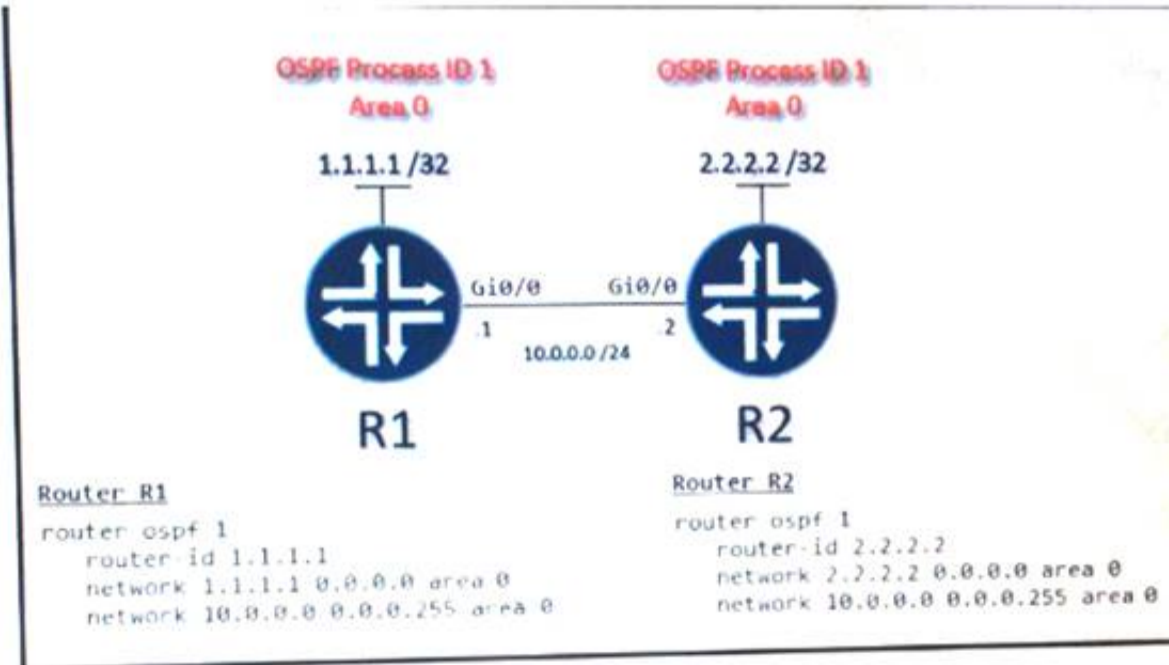 OSPF Process ID 1
Area 0
OSPF Process ID 1
Area 0
1.1.1.1 /32
2.2.2.2 /32
Gi0/0
Gi0/0
.1
.2
10.0.0.0 /24
R1
R2
Router R1
router ospf 1
router-id 1.1.1.1
network 1.1.1.1 0.0.0.0 area 0
network 10.0.0.0 0.0.0.255 area 0
Router R2
router ospf 1
router-id 2.2.2.2
network 2.2.2.2 0.0.0.0 area 0
network 10.0.0.0 0.0.0.255 area 0